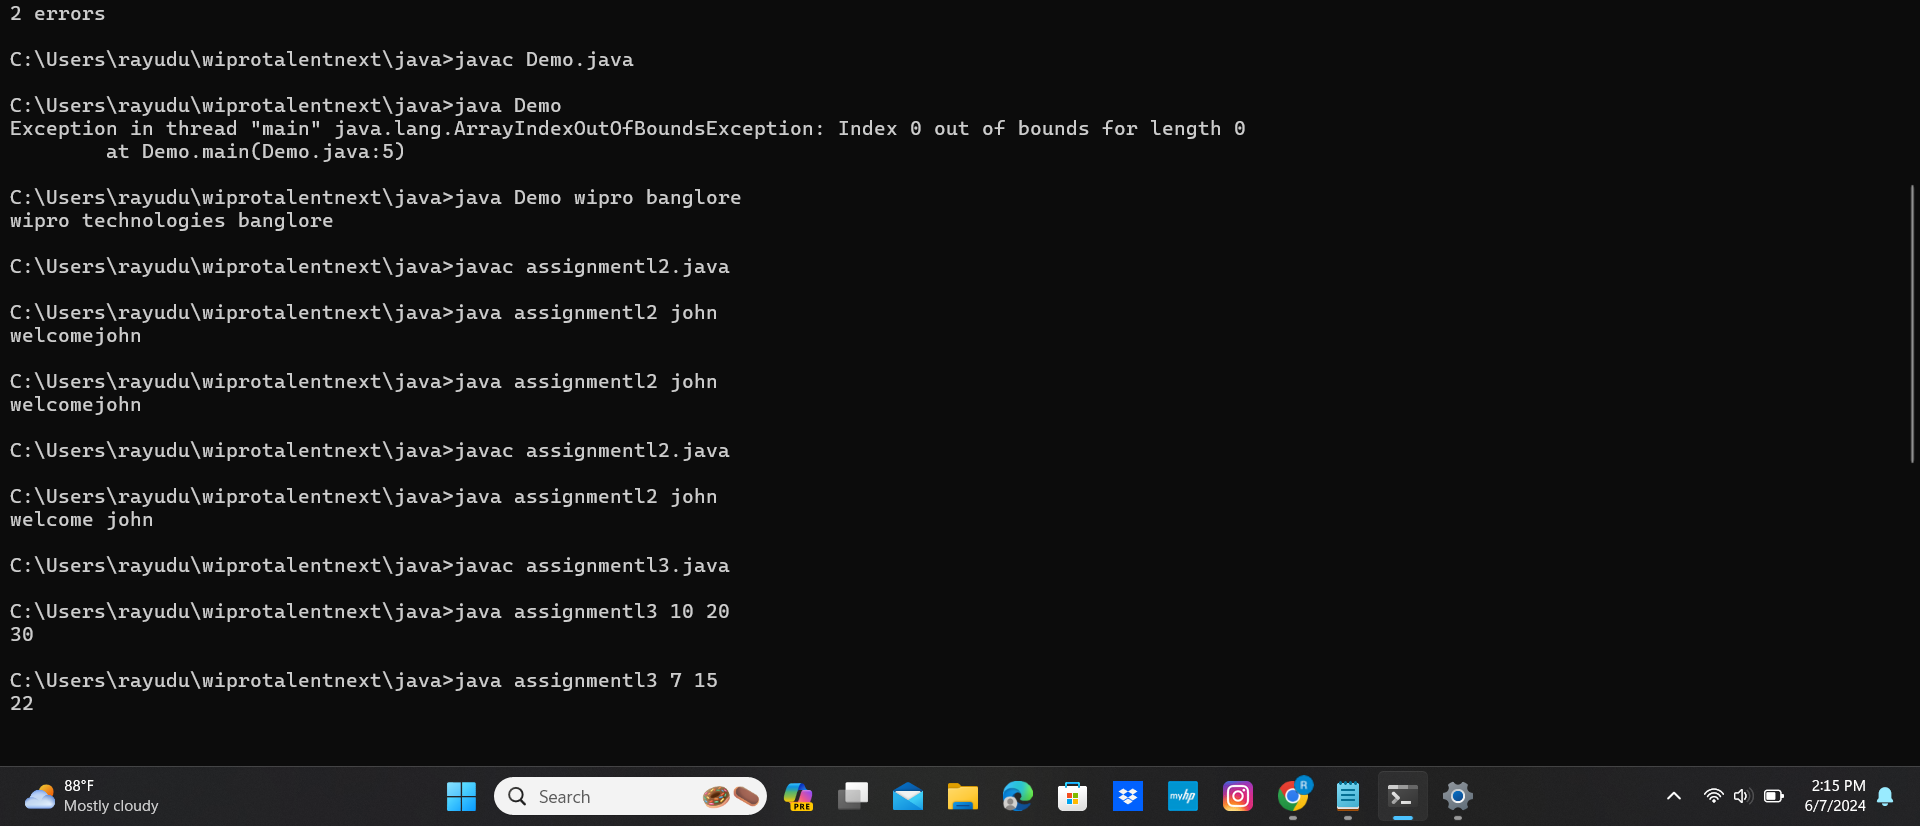 2 errors
C:\Users\rayudu\wiprotalentnext\java>javac Demo.java
C:\Users\rayudu\wiprotalentnext\java>java Demo
Exception in thread "main" java.lang.ArrayIndexOutOfBoundsException: Index 0 out of bounds for length 0
        at Demo.main(Demo.java:5)
C:\Users\rayudu\wiprotalentnext\java>java Demo wipro banglore
wipro technologies banglore
C:\Users\rayudu\wiprotalentnext\java>javac assignmentl2.java
C:\Users\rayudu\wiprotalentnext\java>java assignmentl2 john
welcomejohn
C:\Users\rayudu\wiprotalentnext\java>java assignmentl2 john
welcomejohn
C:\Users\rayudu\wiprotalentnext\java>javac assignmentl2.java
C:\Users\rayudu\wiprotalentnext\java>java assignmentl2 john
welcome john
C:\Users\rayudu\wiprotalentnext\java>javac assignmentl3.java
C:\Users\rayudu\wiprotalentnext\java>java assignmentl3 10 20
30
C:\Users\rayudu\wiprotalentnext\java>java assignmentl3 7 15
22
88°F
Mostly cloudy
Search
PRE
myhp
R
2:15 PM
6/7/2024